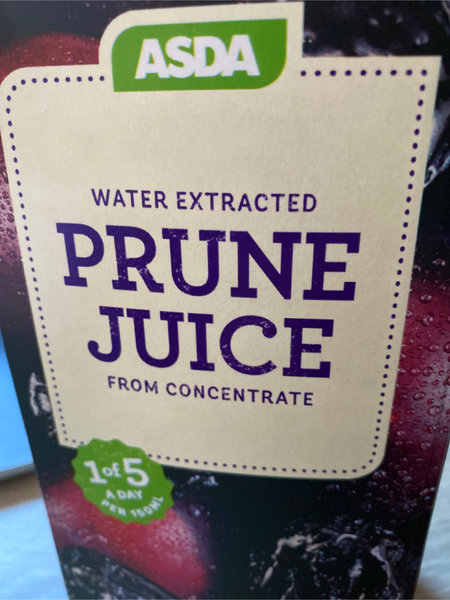 ASDA
WATER EXTRACTED
PRUNE
JUICE
FROM CONCENTRATE
1 of 5
A DAY
PER 150ML